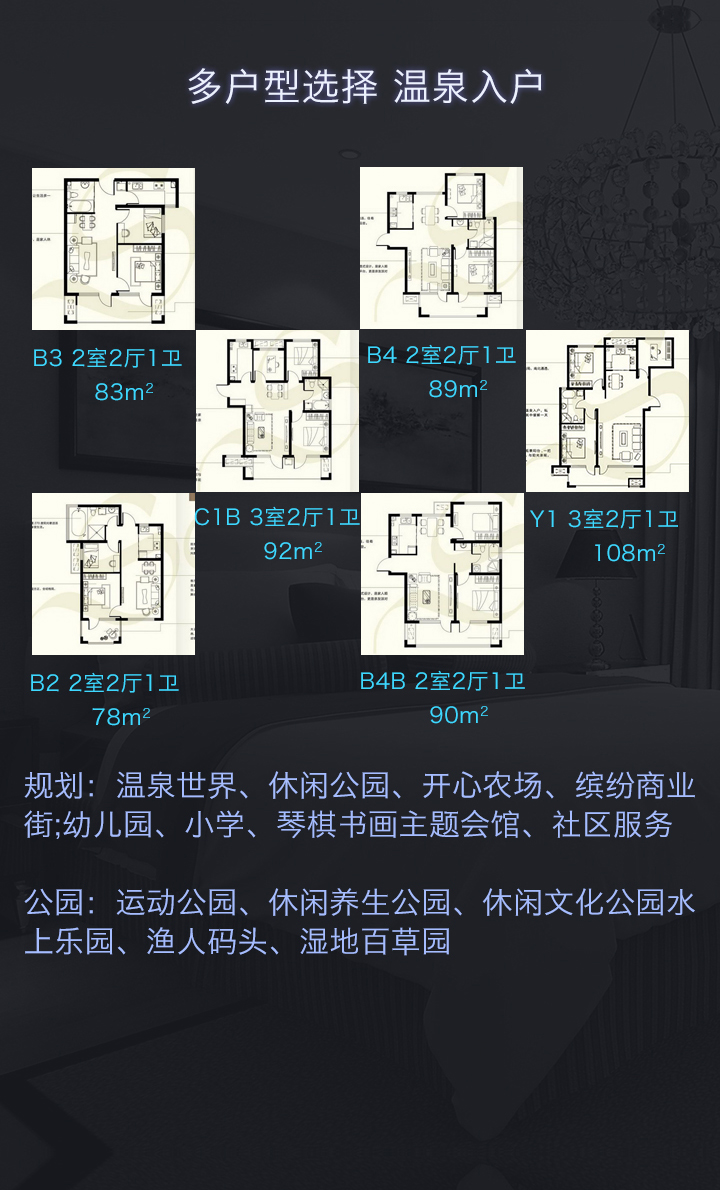 多户型选择 温泉入户
B3 2室2厅1卫
83m²
B4 2室2厅1卫
89m²
C1B 3室2厅1卫
92m²
Y1 3室2厅1卫
108m²
B2 2室2厅1卫
78m²
B4B 2室2厅1卫
90m²
规划：温泉世界、休闲公园、开心农场、缤纷商业
街;幼儿园、小学、琴棋书画主题会馆、社区服务
公园：运动公园、休闲养生公园、休闲文化公园水
上乐园、渔人码头、湿地百草园